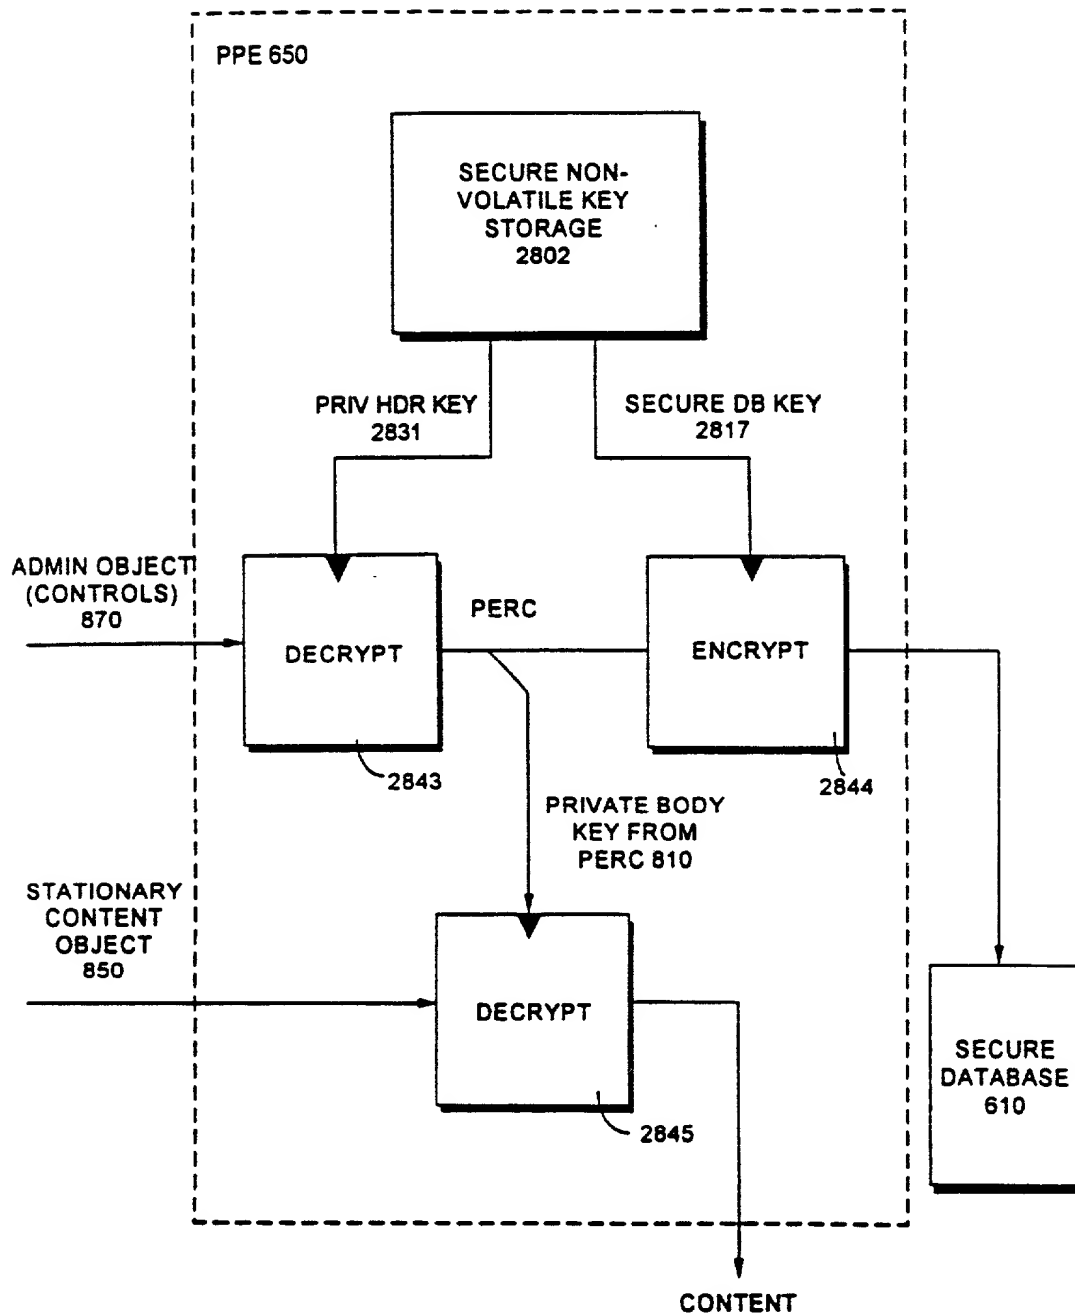 PPE 650
SECURE NON-
VOLATILE KEY
STORAGE
2802
PRIV HDR KEY
2831
SECURE DB KEY
2817
ADMIN OBJECT
(CONTROLS)
870
DECRYPT
PERC
ENCRYPT
2843
2844
PRIVATE BODY
KEY FROM
PERC 810
STATIONARY
CONTENT
OBJECT
850
DECRYPT
SECURE
DATABASE
610
2845
CONTENT